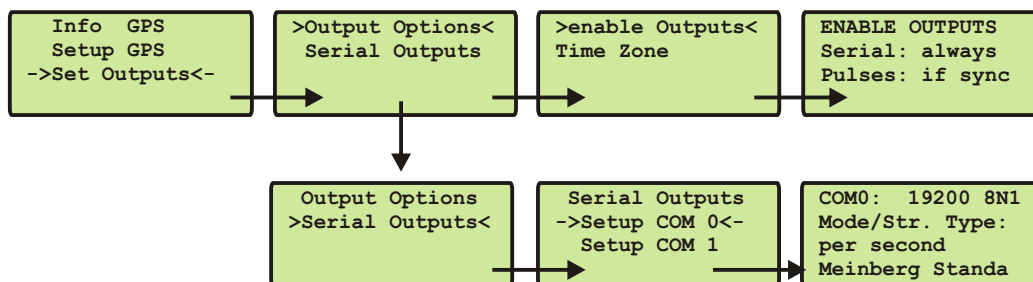 Info GPS
Setup GPS
->Set Outputs<-
>Output Options<
Serial Outputs
>enable Outputs<
Time Zone
ENABLE OUTPUTS
Serial: always
Pulses: if sync
Output Options
>Serial Outputs<
Serial Outputs
->Setup COM 0<-
Setup COM 1
COM0: 19200 8N1
Mode/Str. Type:
per second
Meinberg Standa